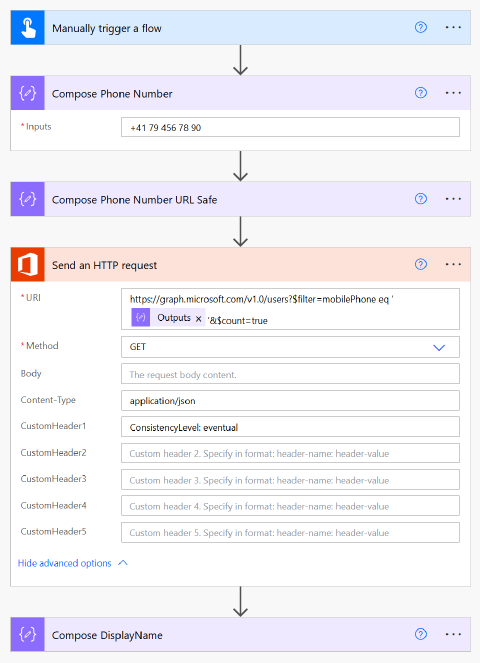 Manually trigger a flow
Compose Phone Number
* Inputs
+41 79 456 78 90
Compose Phone Number URL Safe
Send an HTTP request
* URI
https://graph.microsoft.com/v1.0/users?$filter=mobilePhone eq '
Outputs x '&$count=true
* Method
GET
Body
The request body content.
Content-Type
application/json
CustomHeader1
ConsistencyLevel: eventual
CustomHeader2
Custom header 2. Specify in format: header-name: header-value
CustomHeader3
Custom header 3. Specify in format: header-name: header-value
CustomHeader4
Custom header 4. Specify in format: header-name: header-value
CustomHeader5
Custom header 5. Specify in format: header-name: header-value
Hide advanced options
Compose DisplayName